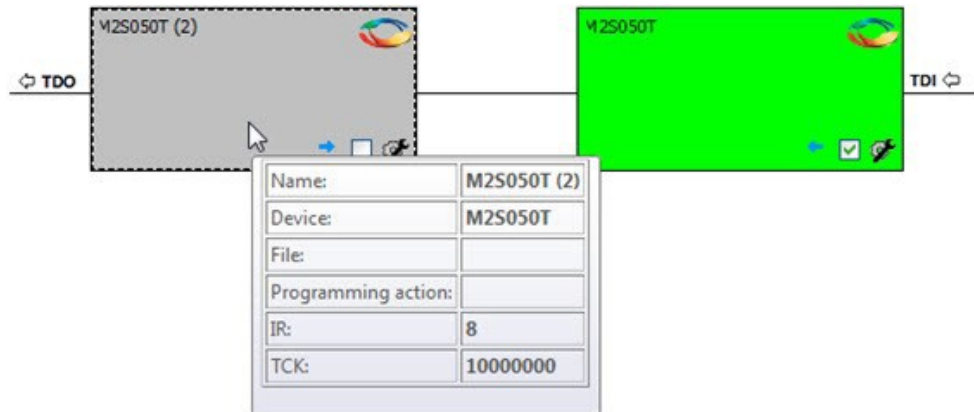 M2S050T (2)
M2S050T
TDO
TDI
Name: M2S050T (2)
Device: M2S050T
File:
Programming action:
IR: 8
TCK: 10000000